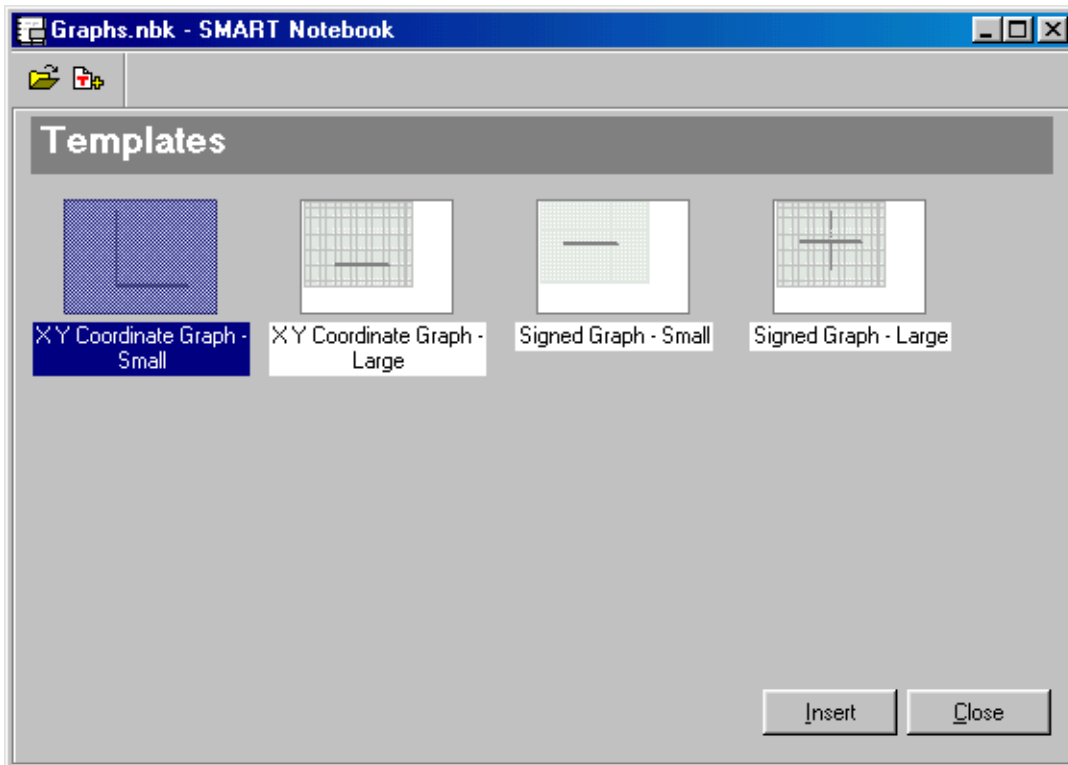 Graphs.nbk - SMART Notebook
Templates
X Y Coordinate Graph -
Small
X Y Coordinate Graph -
Large
Signed Graph - Small
Signed Graph - Large
Insert
Close